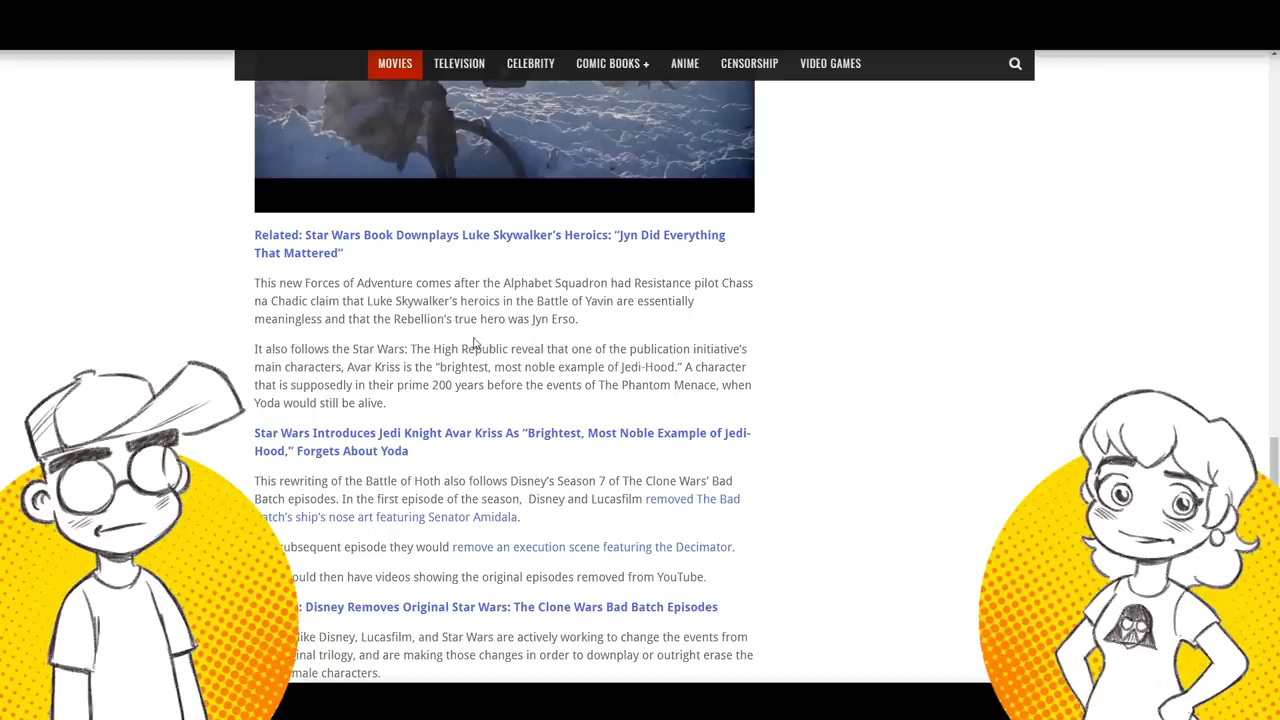 MOVIES TELEVISION CELEBRITY COMIC BOOKS + ANIME CENSORSHIP VIDEO GAMES
Related: Star Wars Book Downplays Luke Skywalker's Heroics: “Jyn Did Everything
That Mattered”
This new Forces of Adventure comes after the Alphabet Squadron had Resistance pilot Chass
na Chadic claim that Luke Skywalker's heroics in the Battle of Yavin are essentially
meaningless and that the Rebellion's true hero was Jyn Erso.
It also follows the Star Wars: The High Republic reveal that one of the publication initiative's
main characters, Avar Kriss is the “brightest, most noble example of Jedi-Hood.” A character
that is supposedly in their prime 200 years before the events of The Phantom Menace, when
Yoda would still be alive.
Star Wars Introduces Jedi Knight Avar Kriss As “Brightest, Most Noble Example of Jedi-
Hood,” Forgets About Yoda
This rewriting of the Battle of Hoth also follows Disney's Season 7 of The Clone Wars' Bad
Batch episodes. In the first episode of the season, Disney and Lucasfilm removed The Bad
ship's nose art featuring Senator Amidala.
subsequent episode they would remove an execution scene featuring the Decimator.
would then have videos showing the original episodes removed from YouTube.
: Disney Removes Original Star Wars: The Clone Wars Bad Batch Episodes
like Disney, Lucasfilm, and Star Wars are actively working to change the events from
trilogy, and are making those changes in order to downplay or outright erase the
male characters.